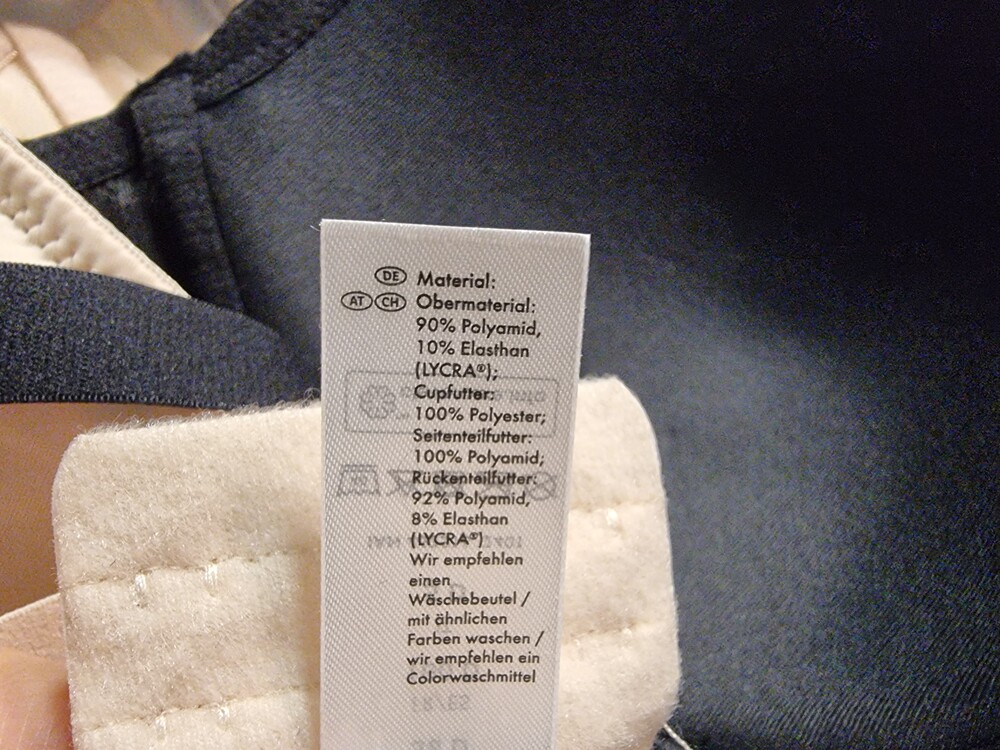 DE Material:
AT CH Obermaterial:
90% Polyamid,
10% Elasthan
(LYCRA®);
Cupfutter:
100% Polyester;
Seitenteilfutter:
100% Polyamid;
Rückenteilfutter:
92% Polyamid,
8% Elasthan
(LYCRA®)
Wir empfehlen
einen
Wäschebeutel /
mit ähnlichen
Farben waschen /
wir empfehlen ein
Colorwaschmittel